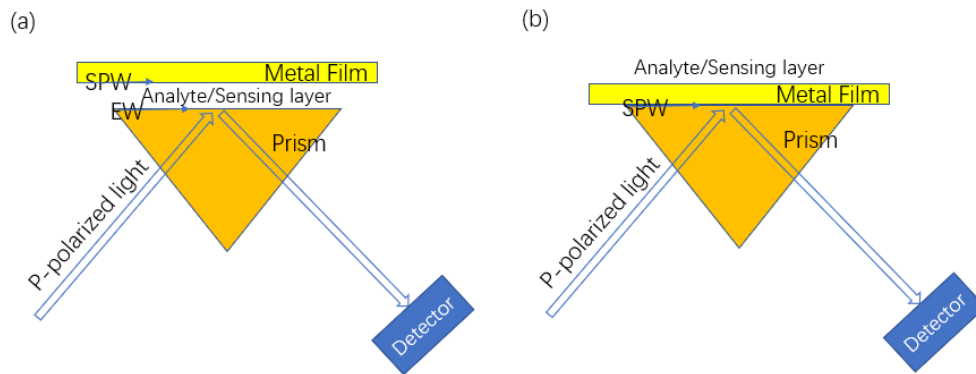 (a)
SPW
Metal Film
Analyte/Sensing layer
EW
Prism
P-polarized light
Detector
(b)
Analyte/Sensing layer
Metal Film
SPW
Prism
P-polarized light
Detector